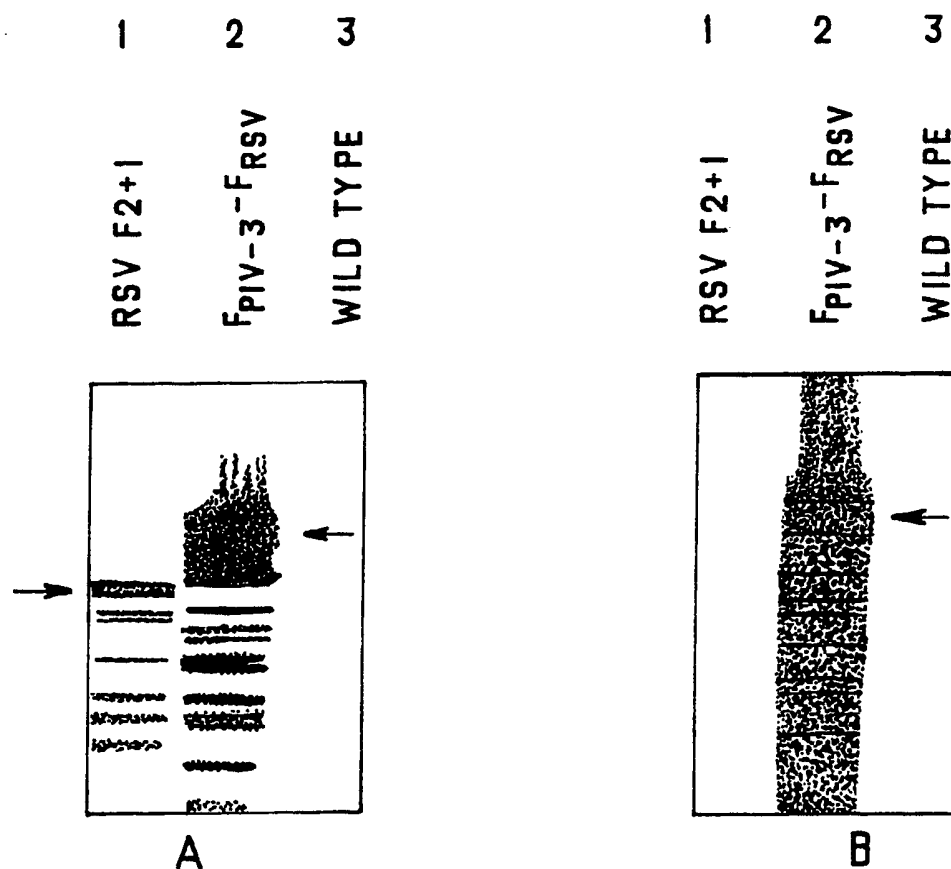 1 2 3
RSV F2+1
FPIV-3-FRSV
WILD TYPE
A
1 2 3
RSV F2+1
FPIV-3-FRSV
WILD TYPE
B